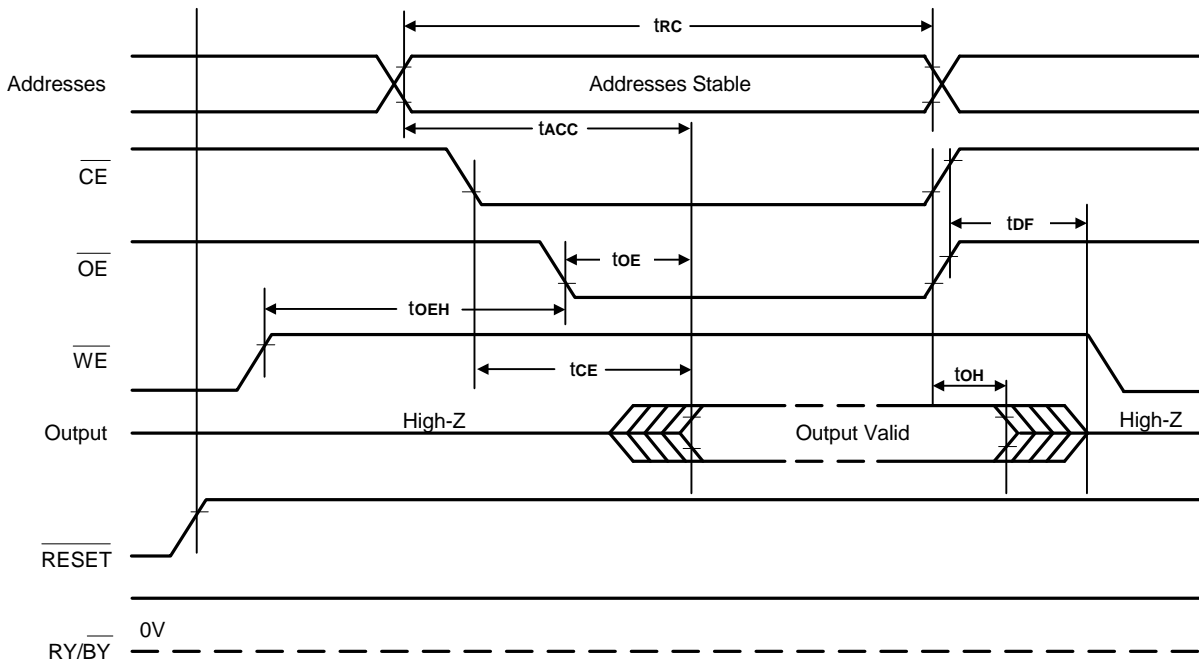 tRC
Addresses
Addresses Stable
tACC
CE
tDF
OE
tOE
tOEH
WE
tCE
tOH
Output
High-Z
Output Valid
High-Z
RESET
0V
RY/BY